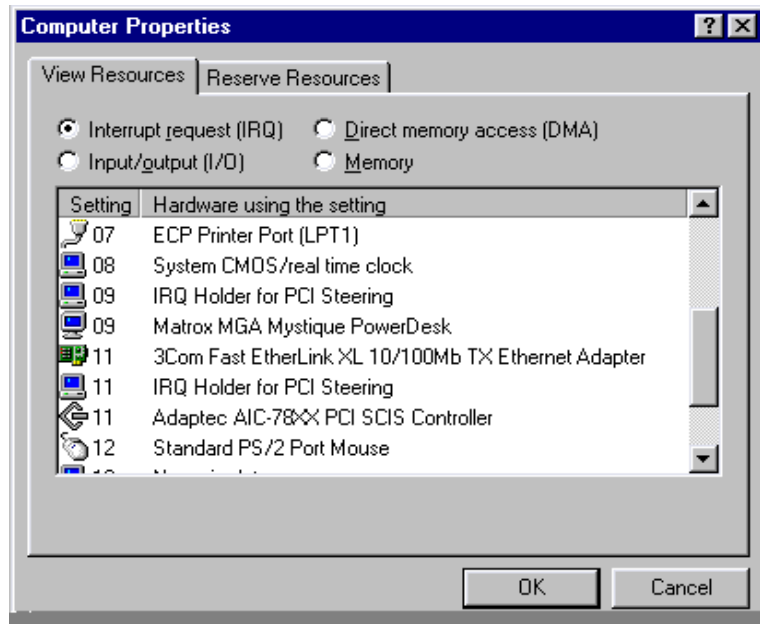 Computer Properties
View Resources Reserve Resources
Interrupt request (IRQ) Direct memory access (DMA)
Input/output (I/O) Memory
Setting Hardware using the setting
07 ECP Printer Port (LPT1)
08 System CMOS/real time clock
09 IRQ Holder for PCI Steering
09 Matrox MGA Mystique PowerDesk
11 3Com Fast EtherLink XL 10/100Mb TX Ethernet Adapter
11 IRQ Holder for PCI Steering
11 Adaptec AIC-78XX PCI SCIS Controller
12 Standard PS/2 Port Mouse
OK Cancel